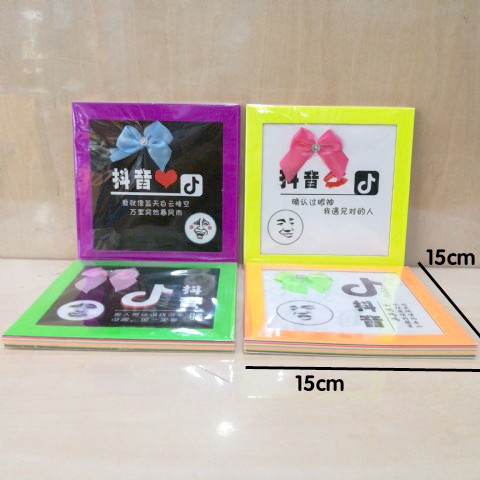 抖音
爱就像蓝天白云晴空
万里突然暴风雨
抖音
确认过眼神
我遇见对的人
抖音
抖音
15cm
15cm